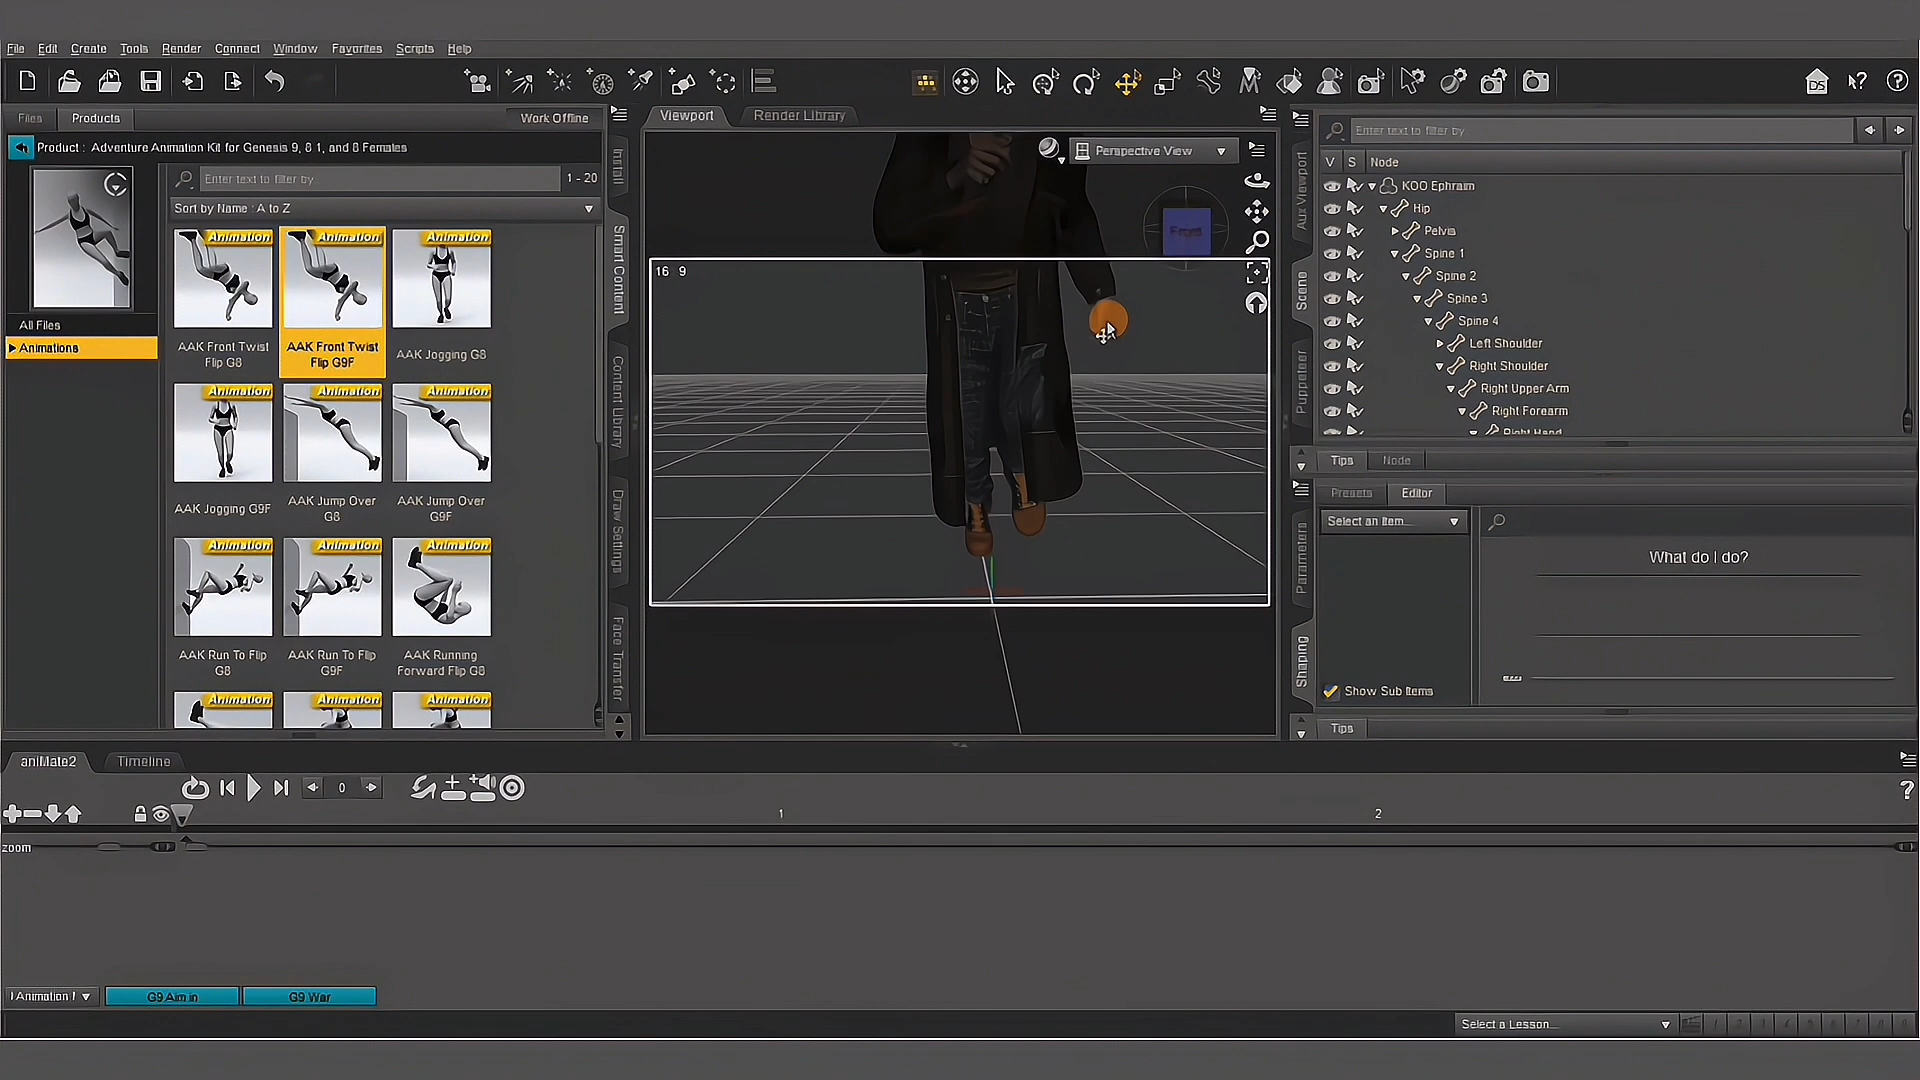 File Edit Create Tools Render Connect Window Favorites Scripts Help
Files Products Work Offline
Product : Adventure Animation Kit for Genesis 9, 8 1, and 8 Females
Enter text to filter by... 1 - 20
Sort by Name : A to Z
All Files
Animations
Animation Animation Animation
AAK Front Twist Flip G8
AAK Front Twist Flip G9F
AAK Jogging G8
Animation Animation Animation
AAK Jogging G9F
AAK Jump Over G8
AAK Jump Over G9F
Animation Animation Animation
AAK Run To Flip G8
AAK Run To Flip G9F
AAK Running Forward Flip G8
Animation Animation Animation
Install
Smart Content
Content Library
Draw Settings
Face Transfer
Viewport Render Library
Perspective View
Front
16 9
Aux Viewport
Scene
Puppeteer
Enter text to filter by
V S Node
KOO Ephraim
Hip
Pelvis
Spine 1
Spine 2
Spine 3
Spine 4
Left Shoulder
Right Shoulder
Right Upper Arm
Right Forearm
Right Hand
Tips Node
Parameters
Shaping
Presets Editor
Select an Item...
What do I do?
Show Sub Items
Tips
aniMate2 Timeline
0
1 2
zoom
G9 Aim in G9 War
Select a Lesson...